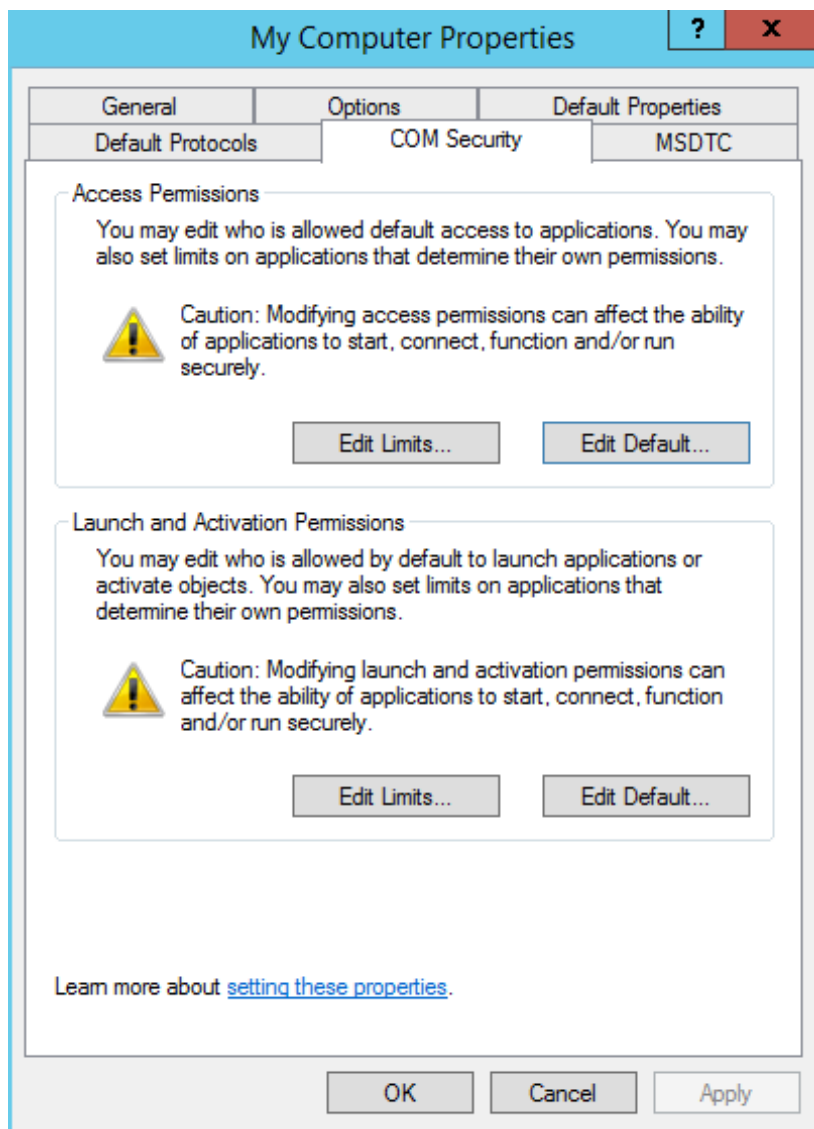 My Computer Properties
?
x
General
Options
Default Properties
Default Protocols
COM Security
MSDTC
Access Permissions
You may edit who is allowed default access to applications. You may
also set limits on applications that determine their own permissions.
Caution: Modifying access permissions can affect the ability
of applications to start, connect, function and/or run
securely.
Edit Limits...
Edit Default...
Launch and Activation Permissions
You may edit who is allowed by default to launch applications or
activate objects. You may also set limits on applications that
determine their own permissions.
Caution: Modifying launch and activation permissions can
affect the ability of applications to start, connect, function
and/or run securely.
Edit Limits...
Edit Default...
Learn more about setting these properties.
OK
Cancel
Apply